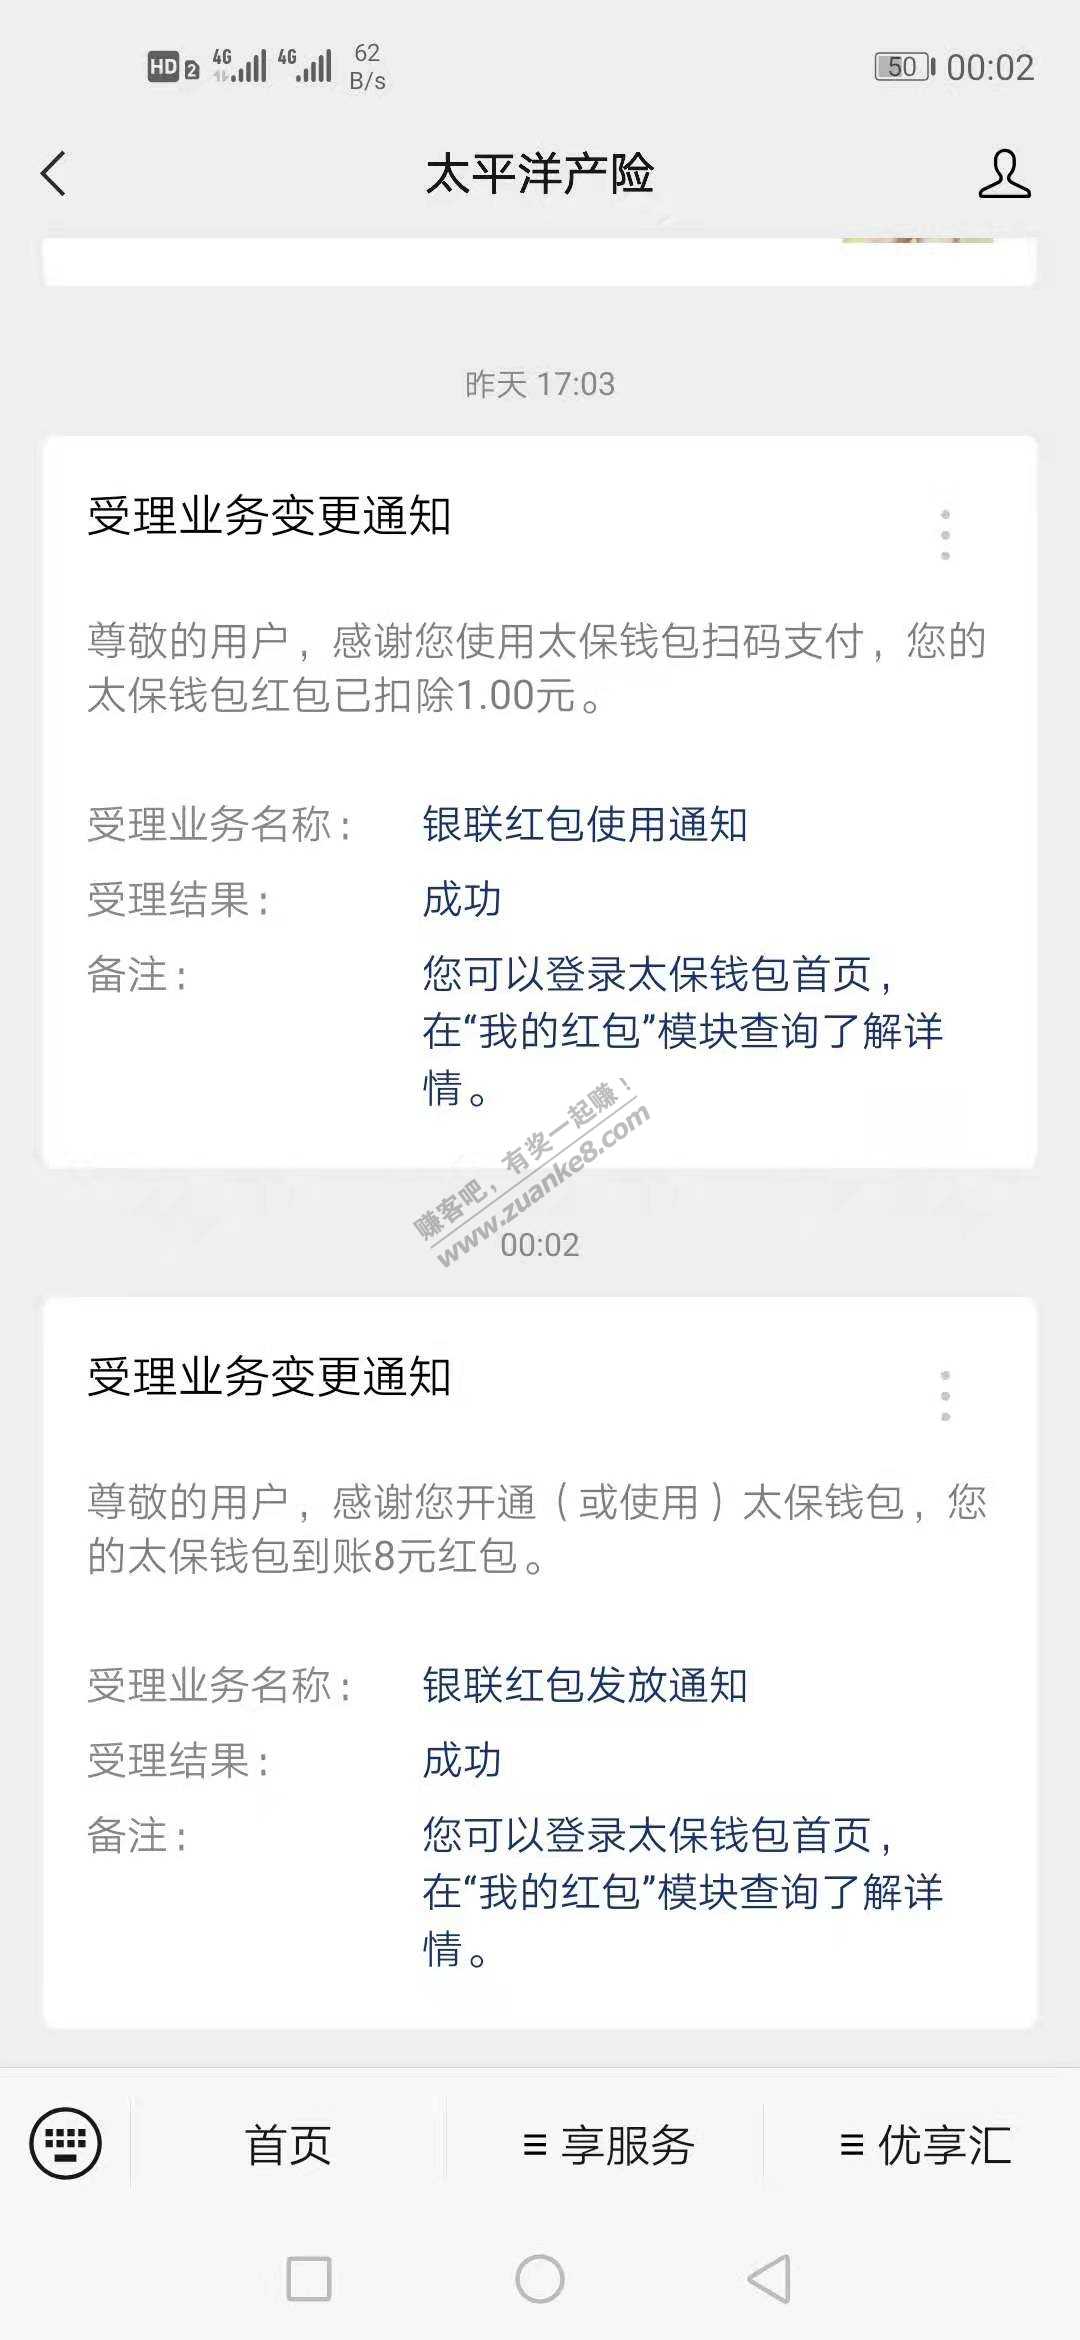 HD 2 4G 4G 62 B/s 50 00:02
太平洋产险
昨天 17:03
受理业务变更通知
尊敬的用户，感谢您使用太保钱包扫码支付，您的
太保钱包红包已扣除1.00元。
受理业务名称： 银联红包使用通知
受理结果： 成功
备注： 您可以登录太保钱包首页，
在“我的红包”模块查询了解详
情。
赚客吧，有奖一起赚！
www.zuanke8.com
00:02
受理业务变更通知
尊敬的用户，感谢您开通（或使用）太保钱包，您
的太保钱包到账8元红包。
受理业务名称： 银联红包发放通知
受理结果： 成功
备注： 您可以登录太保钱包首页，
在“我的红包”模块查询了解详
情。
首页 享服务 优享汇